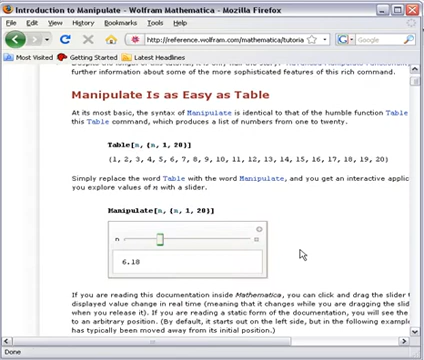 Introduction to Manipulate - Wolfram Mathematica - Mozilla Firefox
File Edit View History Bookmarks Tools Help
http://reference.wolfram.com/mathematica/tutoria Google
Most Visited Getting Started Latest Headlines
further information about some of the more sophisticated features of this rich command.
Manipulate Is as Easy as Table
At its most basic, the syntax of Manipulate is identical to that of the humble function Table
this Table command, which produces a list of numbers from one to twenty.
Table[n, {n, 1, 20}]
{1, 2, 3, 4, 5, 6, 7, 8, 9, 10, 11, 12, 13, 14, 15, 16, 17, 18, 19, 20}
Simply replace the word Table with the word Manipulate, and you get an interactive applic
you explore values of n with a slider.
Manipulate[n, {n, 1, 20}]
n
6.18
If you are reading this documentation inside Mathematica, you can click and drag the slider t
displayed value change in real time (meaning that it changes while you are dragging the slid
when you release it). If you are reading a static form of the documentation, you will see the
to an arbitrary position. (By default, it starts out on the left side, but in the following example
has typically been moved away from its initial position.)
Done